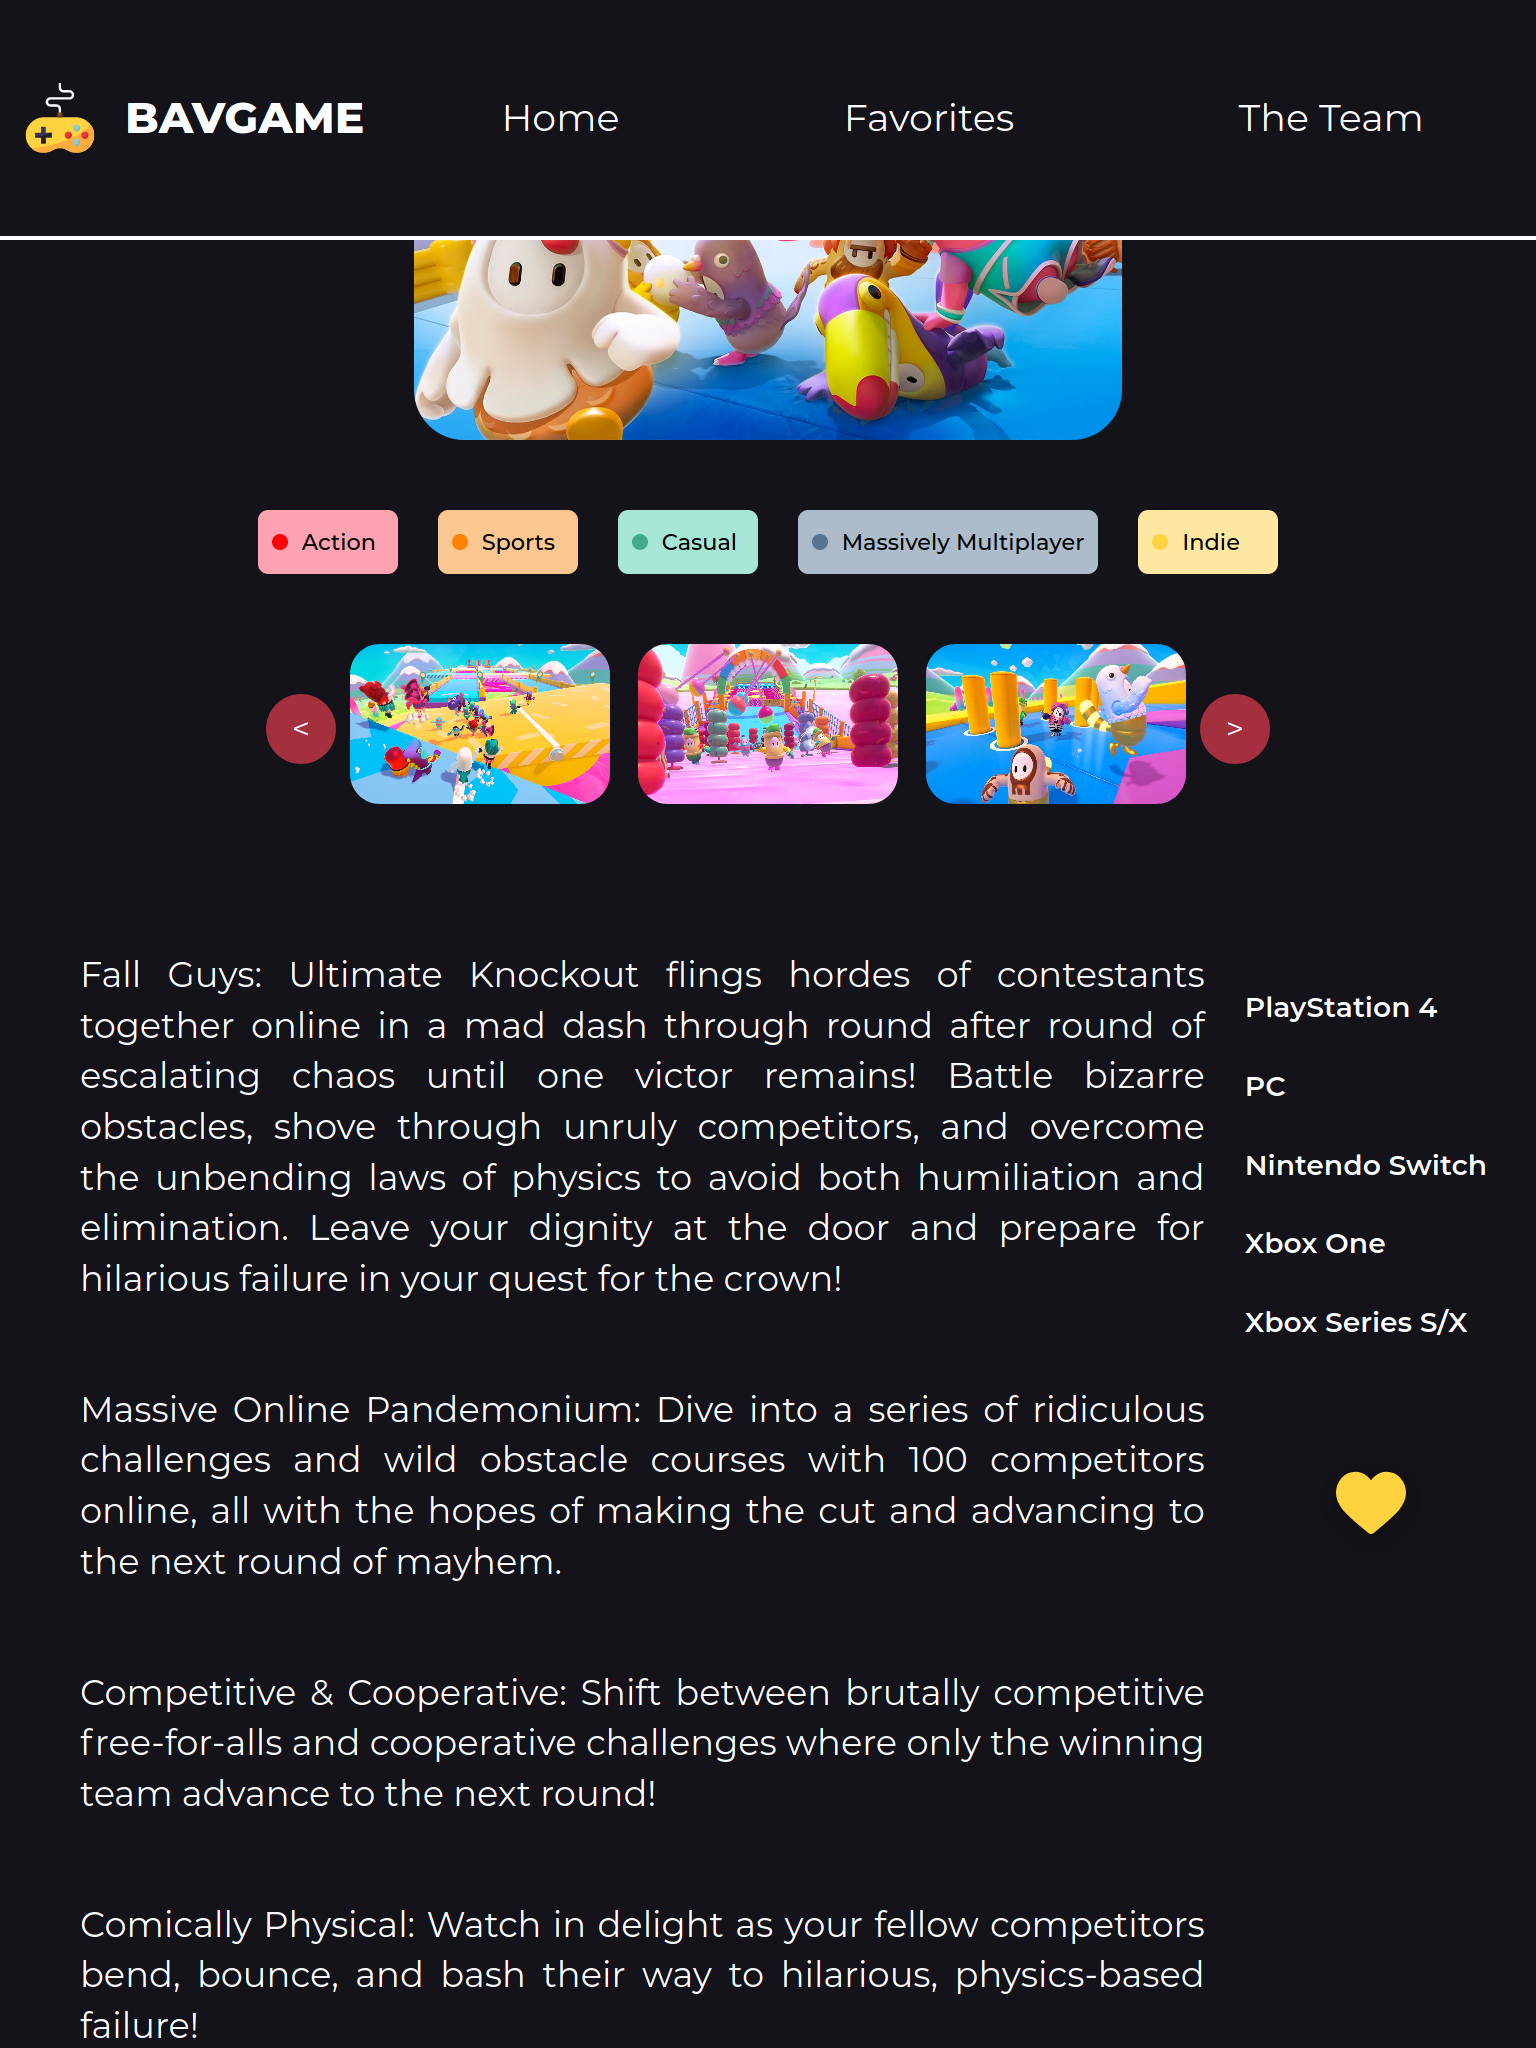 BAVGAME
Home
Favorites
The Team
Action
Sports
Casual
Massively Multiplayer
Indie
<
>
Fall Guys: Ultimate Knockout flings hordes of contestants
together online in a mad dash through round after round of
escalating chaos until one victor remains! Battle bizarre
obstacles, shove through unruly competitors, and overcome
the unbending laws of physics to avoid both humiliation and
elimination. Leave your dignity at the door and prepare for
hilarious failure in your quest for the crown!
Massive Online Pandemonium: Dive into a series of ridiculous
challenges and wild obstacle courses with 100 competitors
online, all with the hopes of making the cut and advancing to
the next round of mayhem.
Competitive & Cooperative: Shift between brutally competitive
free-for-alls and cooperative challenges where only the winning
team advance to the next round!
Comically Physical: Watch in delight as your fellow competitors
bend, bounce, and bash their way to hilarious, physics-based
failure!
PlayStation 4
PC
Nintendo Switch
Xbox One
Xbox Series S/X